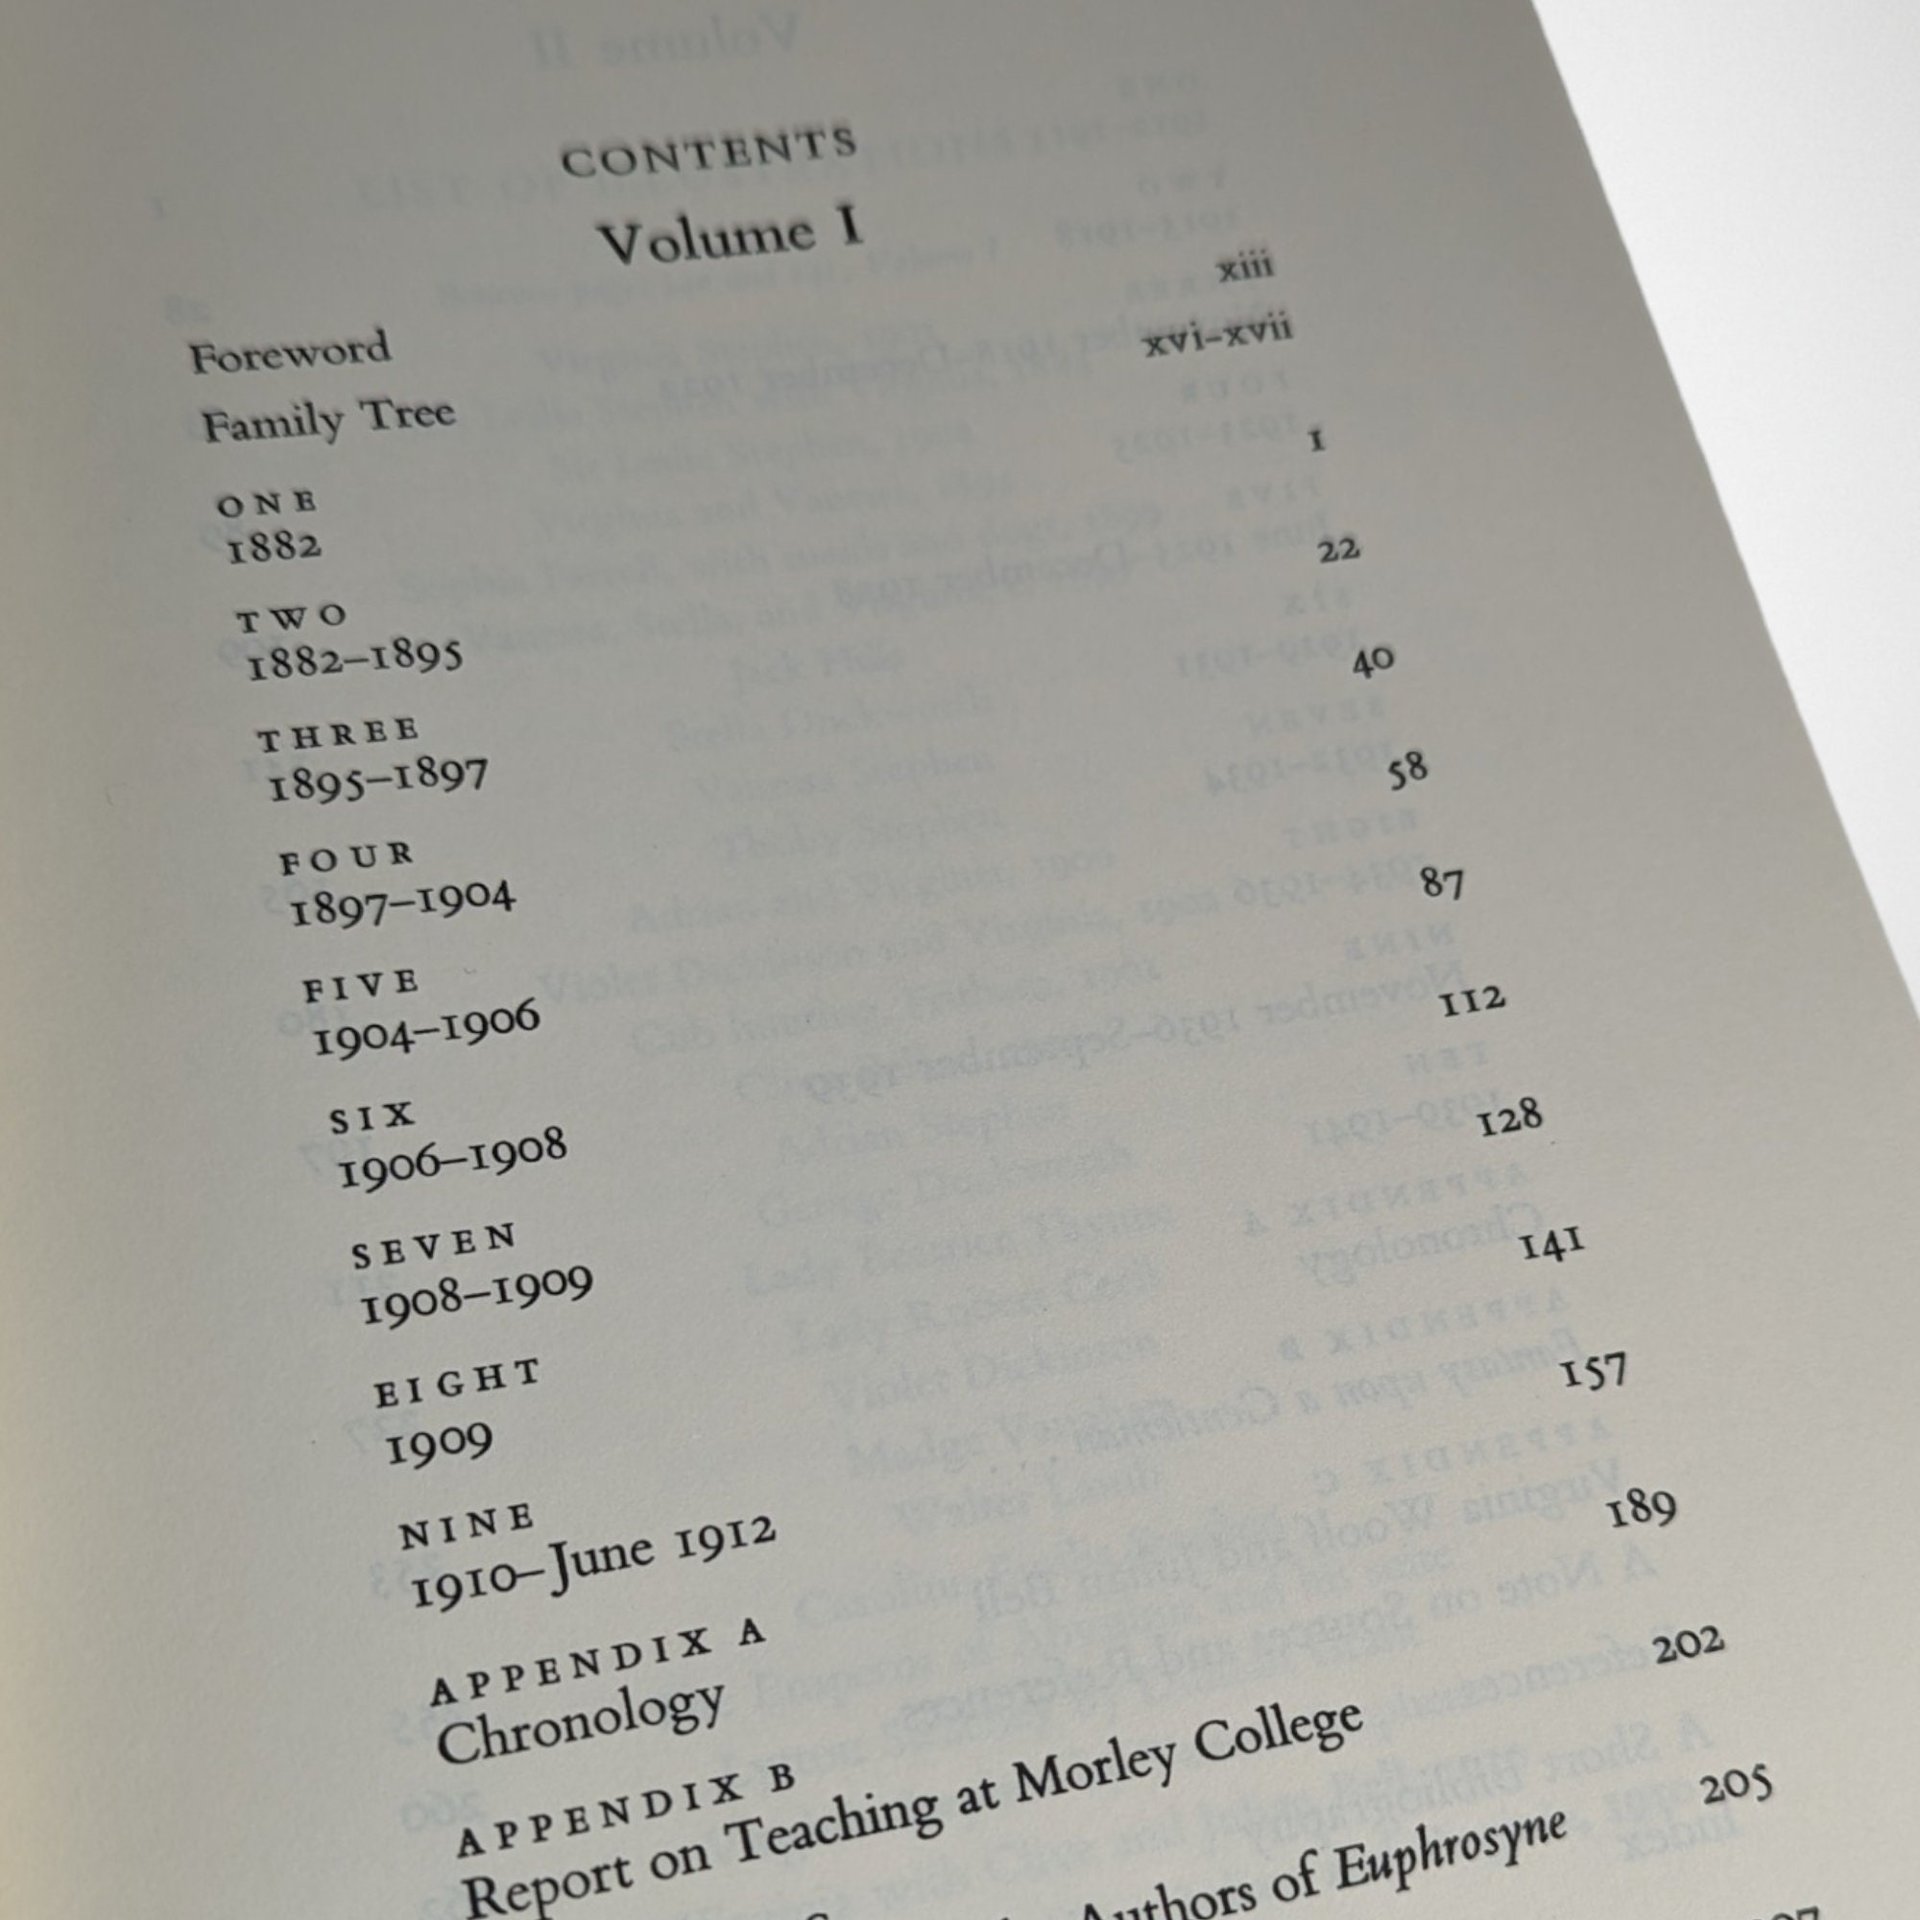 CONTENTS
Volume I
Foreword xiii
Family Tree xvi–xvii
ONE
1882 1
TWO
1882–1895 22
THREE
1895–1897 40
FOUR
1897–1904 58
FIVE
1904–1906 87
SIX
1906–1908 112
SEVEN
1908–1909 128
EIGHT
1909 141
NINE
1910–June 1912 157
APPENDIX A
Chronology 189
APPENDIX B
Report on Teaching at Morley College 202
Authors of Euphrosyne 205